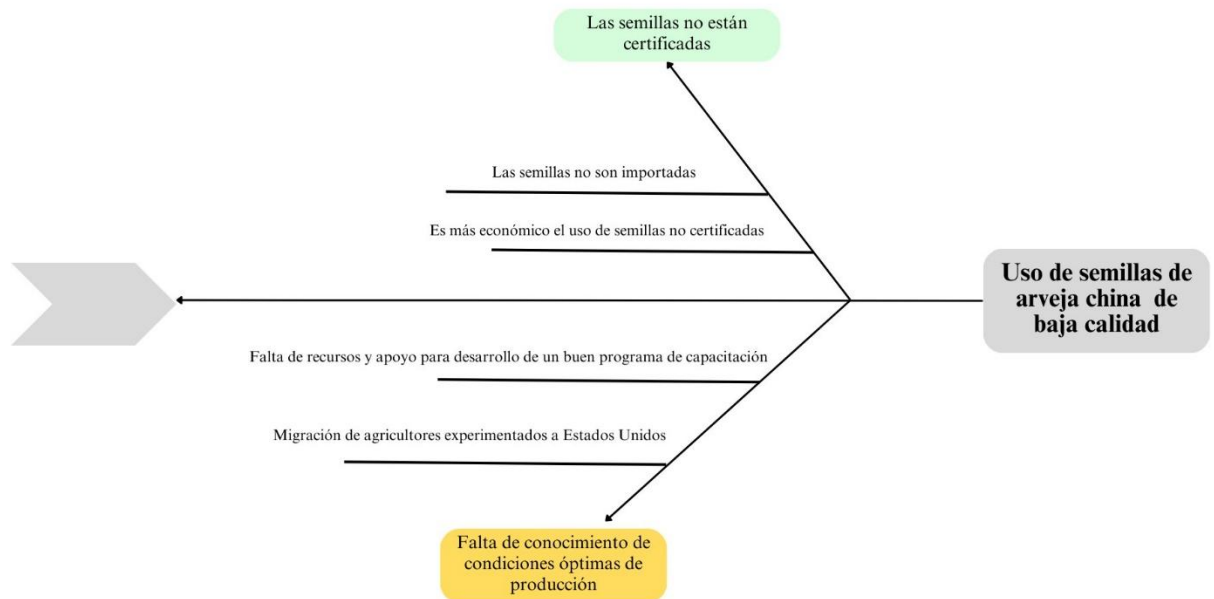 Las semillas no están
certificadas
Las semillas no son importadas
Es más económico el uso de semillas no certificadas
Uso de semillas de
arveja china de
baja calidad
Falta de recursos y apoyo para desarrollo de un buen programa de capacitación
Migración de agricultores experimentados a Estados Unidos
Falta de conocimiento de
condiciones óptimas de
producción